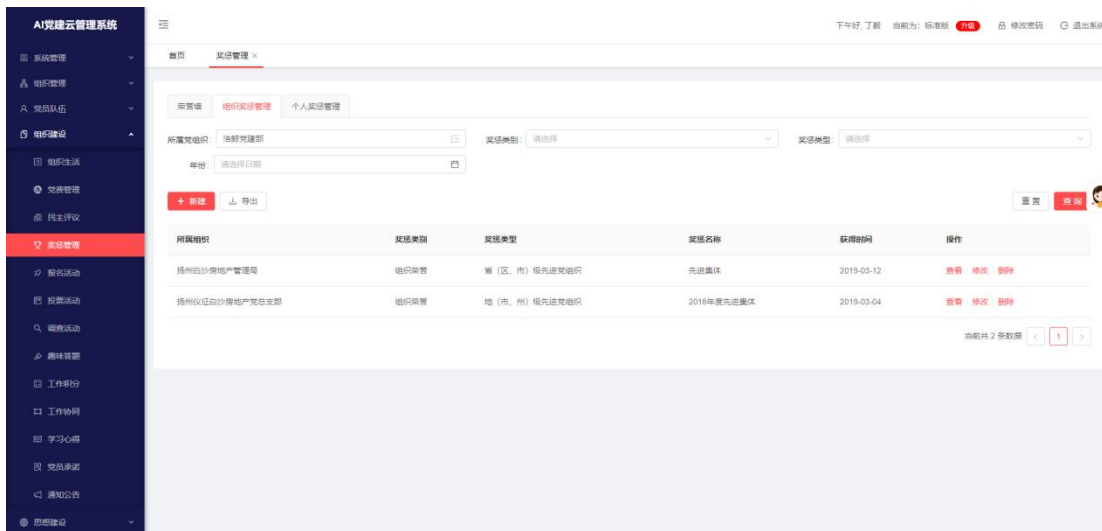 AI党建云管理系统
下午好, 丁毅 当前为: 标准版 升级 修改密码 退出系统
系统管理
首页 奖惩管理 ×
组织管理
党员队伍
荣誉墙 组织奖惩管理 个人奖惩管理
组织建设
所属党组织: 浩鲸党建部 奖惩类别: 请选择 奖惩类型: 请选择
组织生活
年份: 请选择日期
党费管理
+ 新建 导出 重置 查询
民主评议
奖惩管理
所属组织 奖惩类别 奖惩类型 奖惩名称 获得时间 操作
报名活动
扬州白沙房地产管理局 组织荣誉 省 (区、市) 级先进党组织 先进集体 2019-03-12 查看 修改 删除
投票活动
扬州仪征白沙房地产党总支部 组织荣誉 地 (市、州) 级先进党组织 2018年度先进集体 2019-03-04 查看 修改 删除
调查活动
当前共 2 条数据 < 1 >
趣味答题
工作积分
工作协同
学习心得
党员承诺
通知公告
思想建设